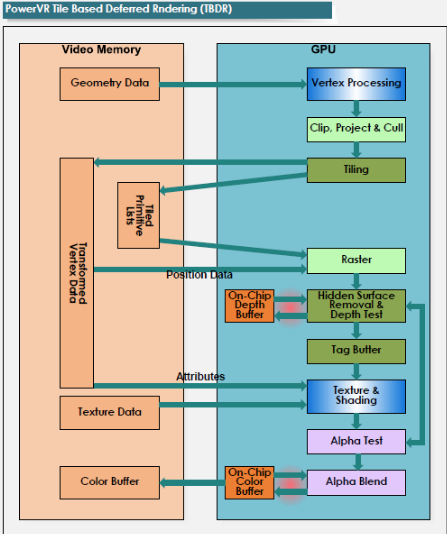 PowerVR Tile Based Deferred Rndering (TBDR)
Video Memory
GPU
Geometry Data
Vertex Processing
Clip, Project & Cull
Tiling
Tiled
Primitive
Lists
Transformed
Vertex Data
Raster
Position Data
On-Chip
Depth
Buffer
Hidden Surface
Removal &
Depth Test
Tag Butter
Attributes
Texture &
Shading
Texture Data
Alpha Test
Color Buffer
On-Chip
Color
Buffer
Alpha Blend